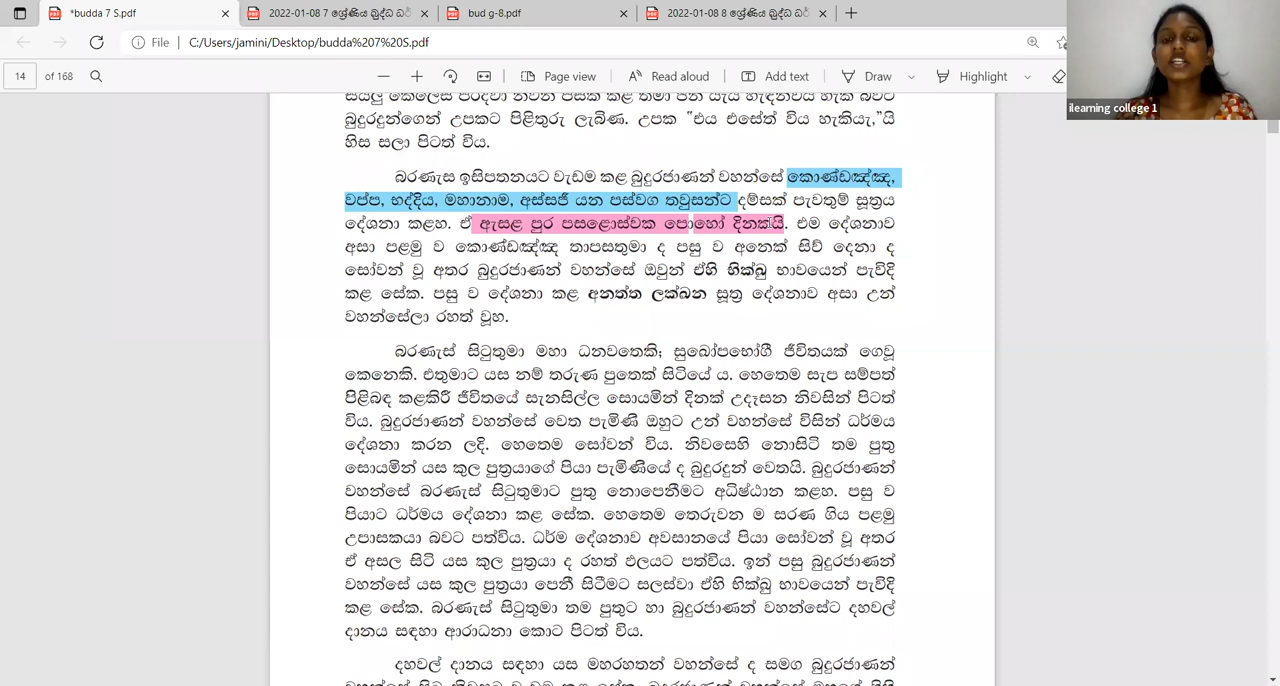 *budda 7 S.pdf
2022-01-08 7 ශ්‍රේණිය බුද්ධ ධර්
bud g-8.pdf
2022-01-08 8 ශ්‍රේණිය බුද්ධ ධර්
File
C:/Users/jamini/Desktop/budda%207%20S.pdf
14 of 168
Page view
Read aloud
Add text
Draw
Highlight
ilearning college 1
බුදුරදුන්ගෙන් උපකට පිළිතුරු ලැබිණ. උපක “එය එසේත් විය හැකියැ,”යි
හිස සලා පිටත් විය.
බරණැස ඉසිපතනයට වැඩම කළ බුදුරජාණන් වහන්සේ කොණ්ඩඤ්ඤ,
වප්ප, භද්දිය, මහානාම, අස්සජී යන පස්වග තවුසන්ට දම්සක් පැවතුම් සූත්‍රය
දේශනා කළහ. ඒ ඇසළ පුර පසළොස්වක පොහෝ දිනකයි. එම දේශනාව
අසා පළමු ව කොණ්ඩඤ්ඤ තාපසතුමා ද පසු ව අනෙක් සිව් දෙනා ද
සෝවන් වූ අතර බුදුරජාණන් වහන්සේ ඔවුන් ඒහි භික්ඛු භාවයෙන් පැවිදි
කළ සේක. පසු ව දේශනා කළ අනත්ත ලක්ඛන සූත්‍ර දේශනාව අසා උන්
වහන්සේලා රහත් වූහ.
බරණැස් සිටුතුමා මහා ධනවතෙකි; සුඛෝපභෝගී ජීවිතයක් ගෙවූ
කෙනෙකි. එතුමාට යස නම් තරුණ පුතෙක් සිටියේ ය. හෙතෙම සැප සම්පත්
පිළිබඳ කළකිරී ජීවිතයේ සැනසිල්ල සොයමින් දිනක් උදෑසන නිවසින් පිටත්
විය. බුදුරජාණන් වහන්සේ වෙත පැමිණි ඔහුට උන් වහන්සේ විසින් ධර්මය
දේශනා කරන ලදි. හෙතෙම සෝවන් විය. නිවසෙහි නොසිටි තම පුතු
සොයමින් යස කුල පුත්‍රයාගේ පියා පැමිණියේ ද බුදුරදුන් වෙතයි. බුදුරජාණන්
වහන්සේ බරණැස් සිටුතුමාට පුතු නොපෙනීමට අධිෂ්ඨාන කළහ. පසු ව
පියාට ධර්මය දේශනා කළ සේක. හෙතෙම තෙරුවන ම සරණ ගිය පළමු
උපාසකයා බවට පත්විය. ධර්ම දේශනාව අවසානයේ පියා සෝවන් වූ අතර
ඒ අසල සිටි යස කුල පුත්‍රයා ද රහත් ඵලයට පත්විය. ඉන් පසු බුදුරජාණන්
වහන්සේ යස කුල පුත්‍රයා පෙනී සිටීමට සලස්වා ඒහි භික්ඛු භාවයෙන් පැවිදි
කළ සේක. බරණැස් සිටුතුමා තම පුතුට හා බුදුරජාණන් වහන්සේට දහවල්
දානය සඳහා ආරාධනා කොට පිටත් විය.
දහවල් දානය සඳහා යස මහරහතන් වහන්සේ ද සමග බුදුරජාණන්